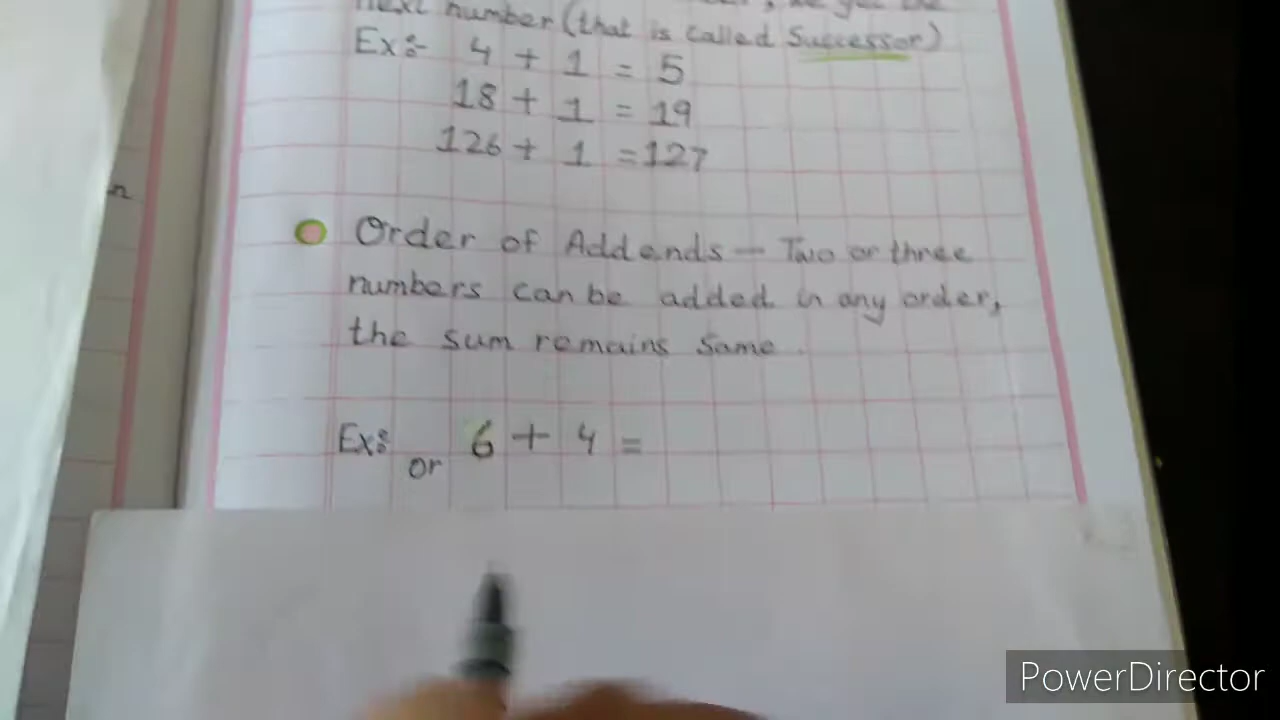 next number (that is called Successor)
Ex:- 4 + 1 = 5
18 + 1 = 19
126 + 1 = 127
Order of Addends — Two or three
numbers can be added in any order,
the sum remains same.
Ex: 6 + 4 =
or
PowerDirector